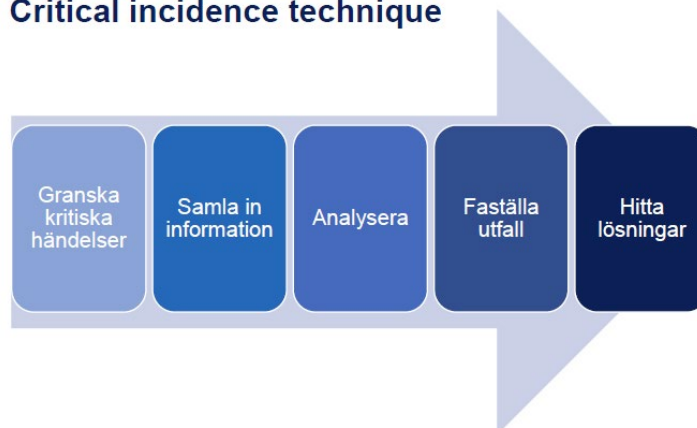 Critical incidence technique
Granska
kritiska
händelser
Samla in
information
Analysera
Faställa
utfall
Hitta
lösningar